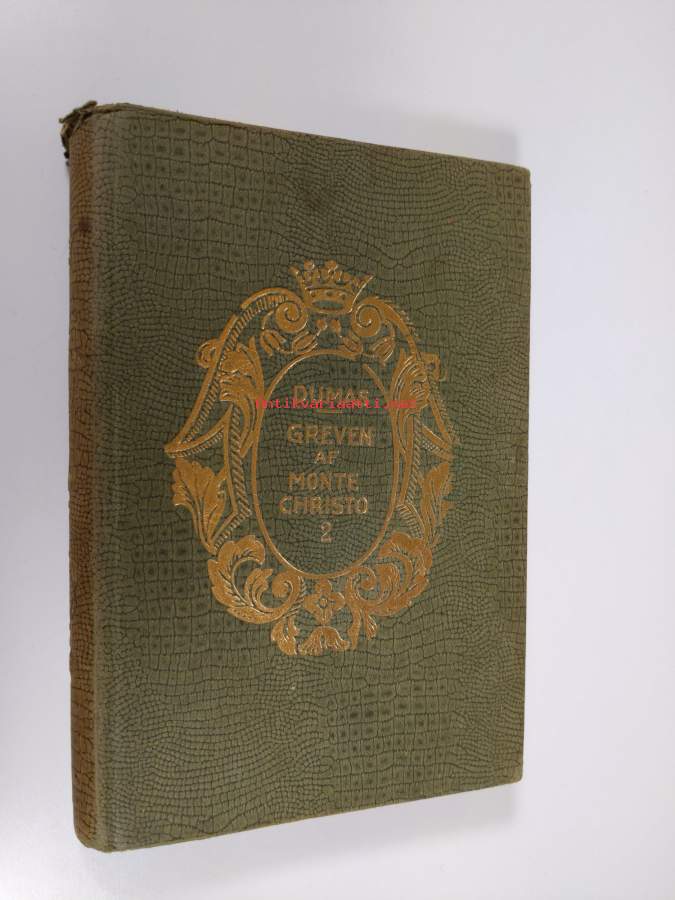 DUMAS
antikvariaatti.net
GREVEN
AF
MONTE
CHRISTO
2